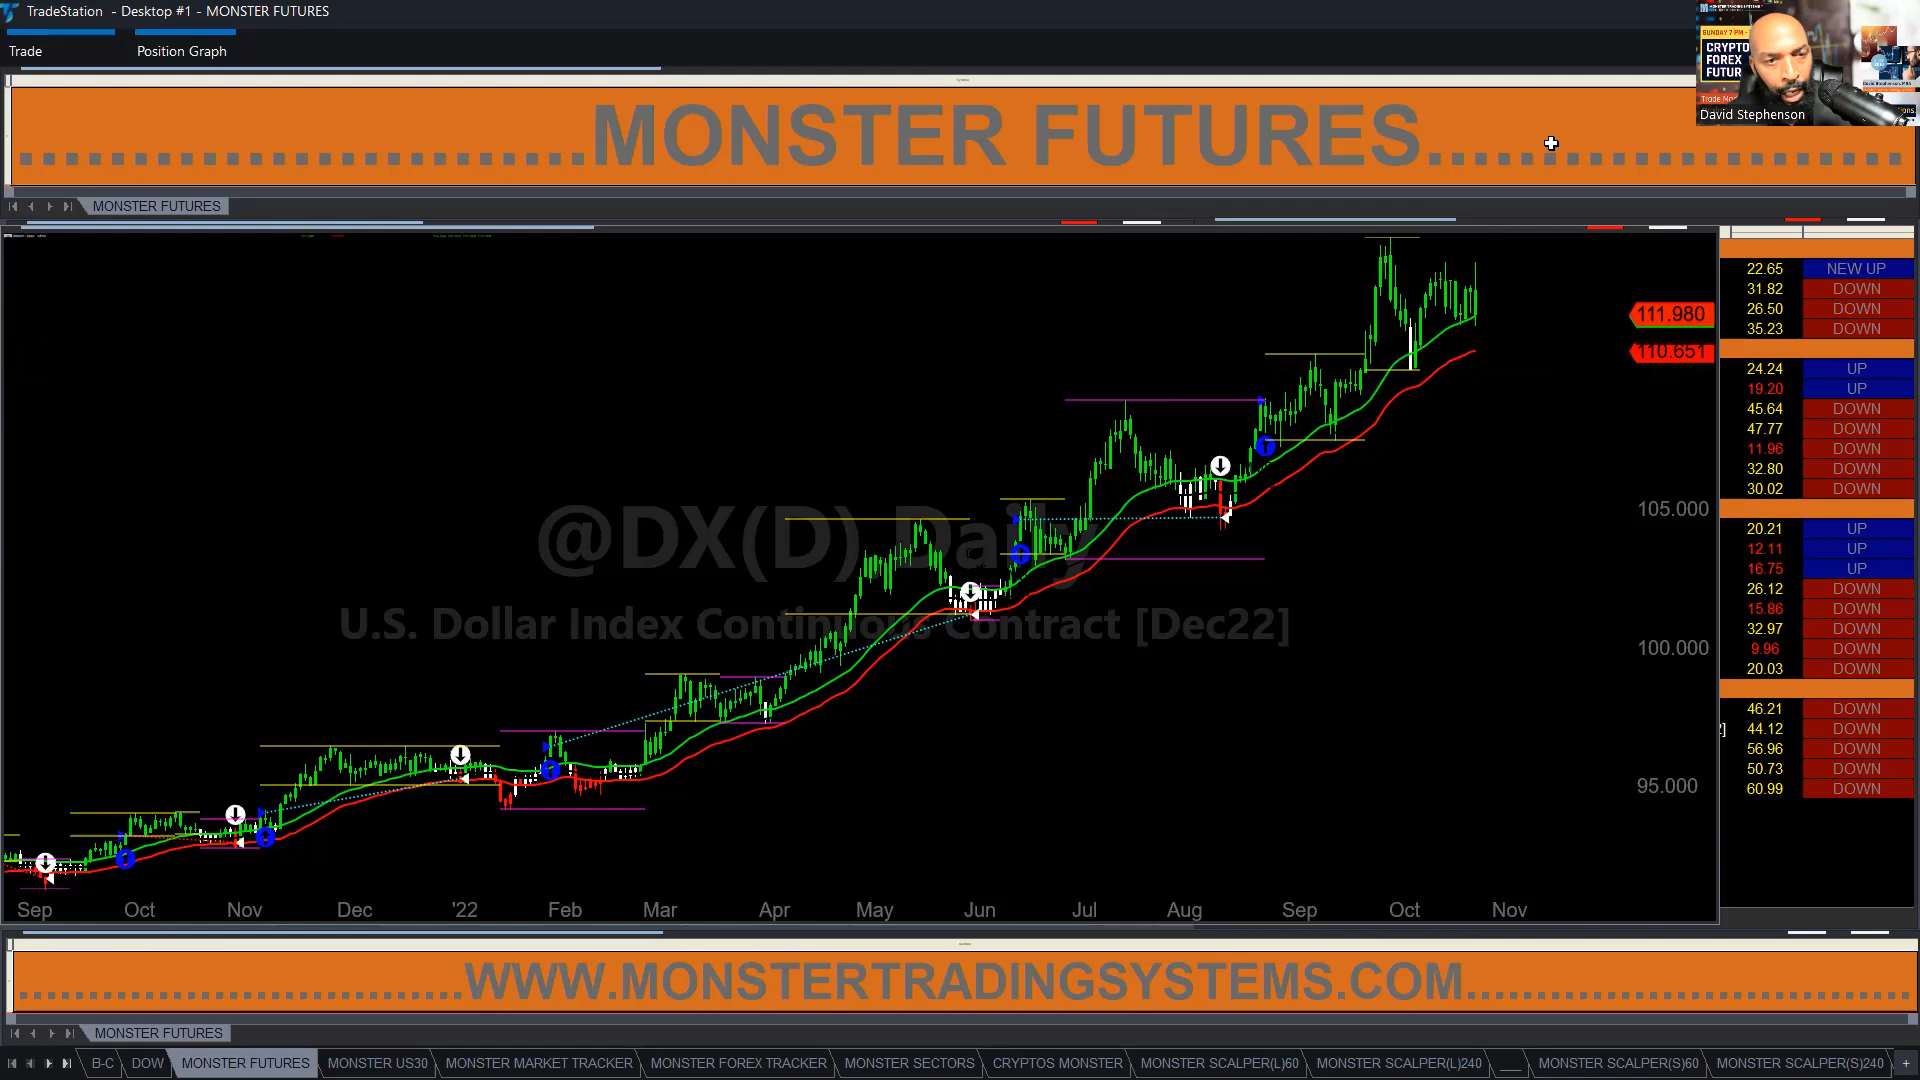 TradeStation - Desktop #1 - MONSTER FUTURES
Trade
Position Graph
SUNDAY 7 PM
CRYPTO
FOREX
FUTUR
David Stephenson
..........MONSTER FUTURES..........
MONSTER FUTURES
@DX(D) Daily
U.S. Dollar Index Continuous Contract [Dec22]
111.980
110.651
105.000
100.000
95.000
Sep
Oct
Nov
Dec
'22
Feb
Mar
Apr
May
Jun
Jul
Aug
Sep
Oct
Nov
22.65 NEW UP
31.82 DOWN
26.50 DOWN
35.23 DOWN
24.24 UP
19.20 UP
45.64 DOWN
47.77 DOWN
11.96 DOWN
32.80 DOWN
30.02 DOWN
20.21 UP
12.11 UP
16.75 UP
26.12 DOWN
15.86 DOWN
32.97 DOWN
9.96 DOWN
20.03 DOWN
46.21 DOWN
44.12 DOWN
56.96 DOWN
50.73 DOWN
60.99 DOWN
..........WWW.MONSTERTRADINGSYSTEMS.COM..........
MONSTER FUTURES
B-C
DOW
MONSTER FUTURES
MONSTER US30
MONSTER MARKET TRACKER
MONSTER FOREX TRACKER
MONSTER SECTORS
CRYPTOS MONSTER
MONSTER SCALPER(L)60
MONSTER SCALPER(L)240
___
MONSTER SCALPER(S)60
MONSTER SCALPER(S)240
+